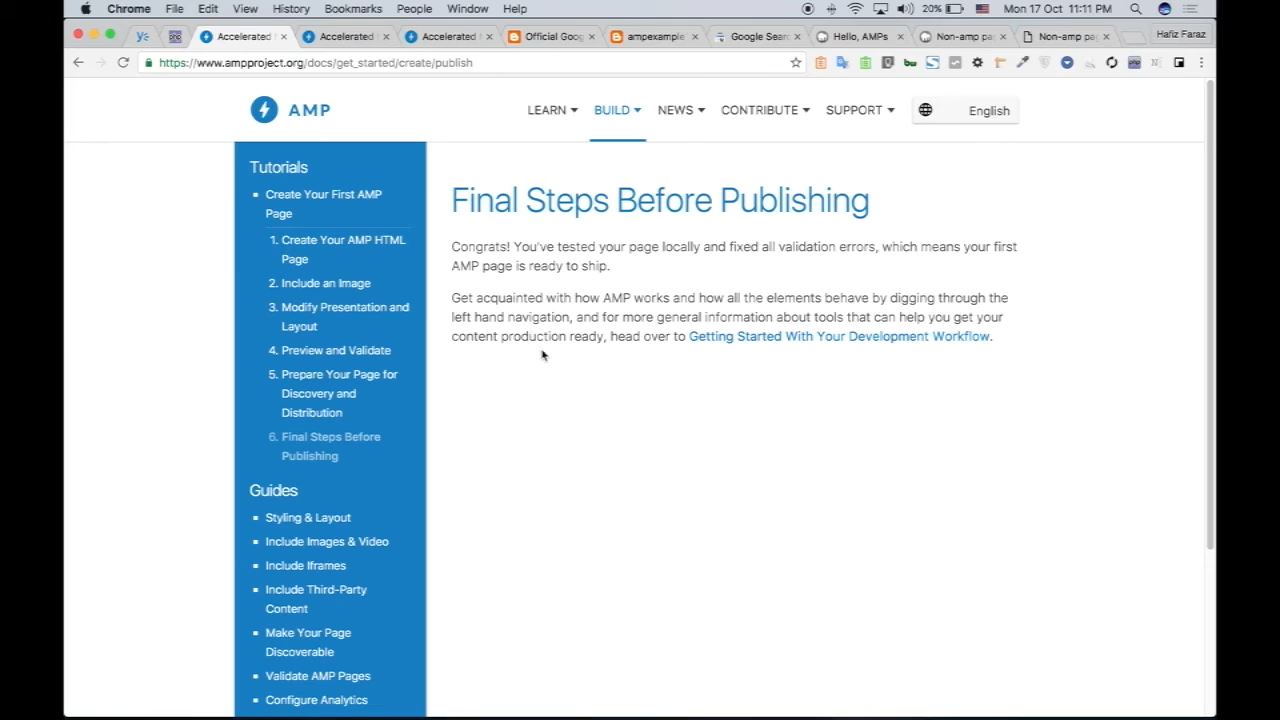 Chrome File Edit View History Bookmarks People Window Help 20% Mon 17 Oct 11:11 PM
Accelerated Accelerated Accelerated Official Goog ampexample Google Sear Hello, AMPs Non-amp pa Non-amp pag Hafiz Faraz
https://www.ampproject.org/docs/get_started/create/publish
AMP
LEARN BUILD NEWS CONTRIBUTE SUPPORT English
Tutorials
Create Your First AMP
Page
1. Create Your AMP HTML
Page
2. Include an Image
3. Modify Presentation and
Layout
4. Preview and Validate
5. Prepare Your Page for
Discovery and
Distribution
6. Final Steps Before
Publishing
Guides
Styling & Layout
Include Images & Video
Include Iframes
Include Third-Party
Content
Make Your Page
Discoverable
Validate AMP Pages
Configure Analytics
Final Steps Before Publishing
Congrats! You've tested your page locally and fixed all validation errors, which means your first
AMP page is ready to ship.
Get acquainted with how AMP works and how all the elements behave by digging through the
left hand navigation, and for more general information about tools that can help you get your
content production ready, head over to Getting Started With Your Development Workflow.